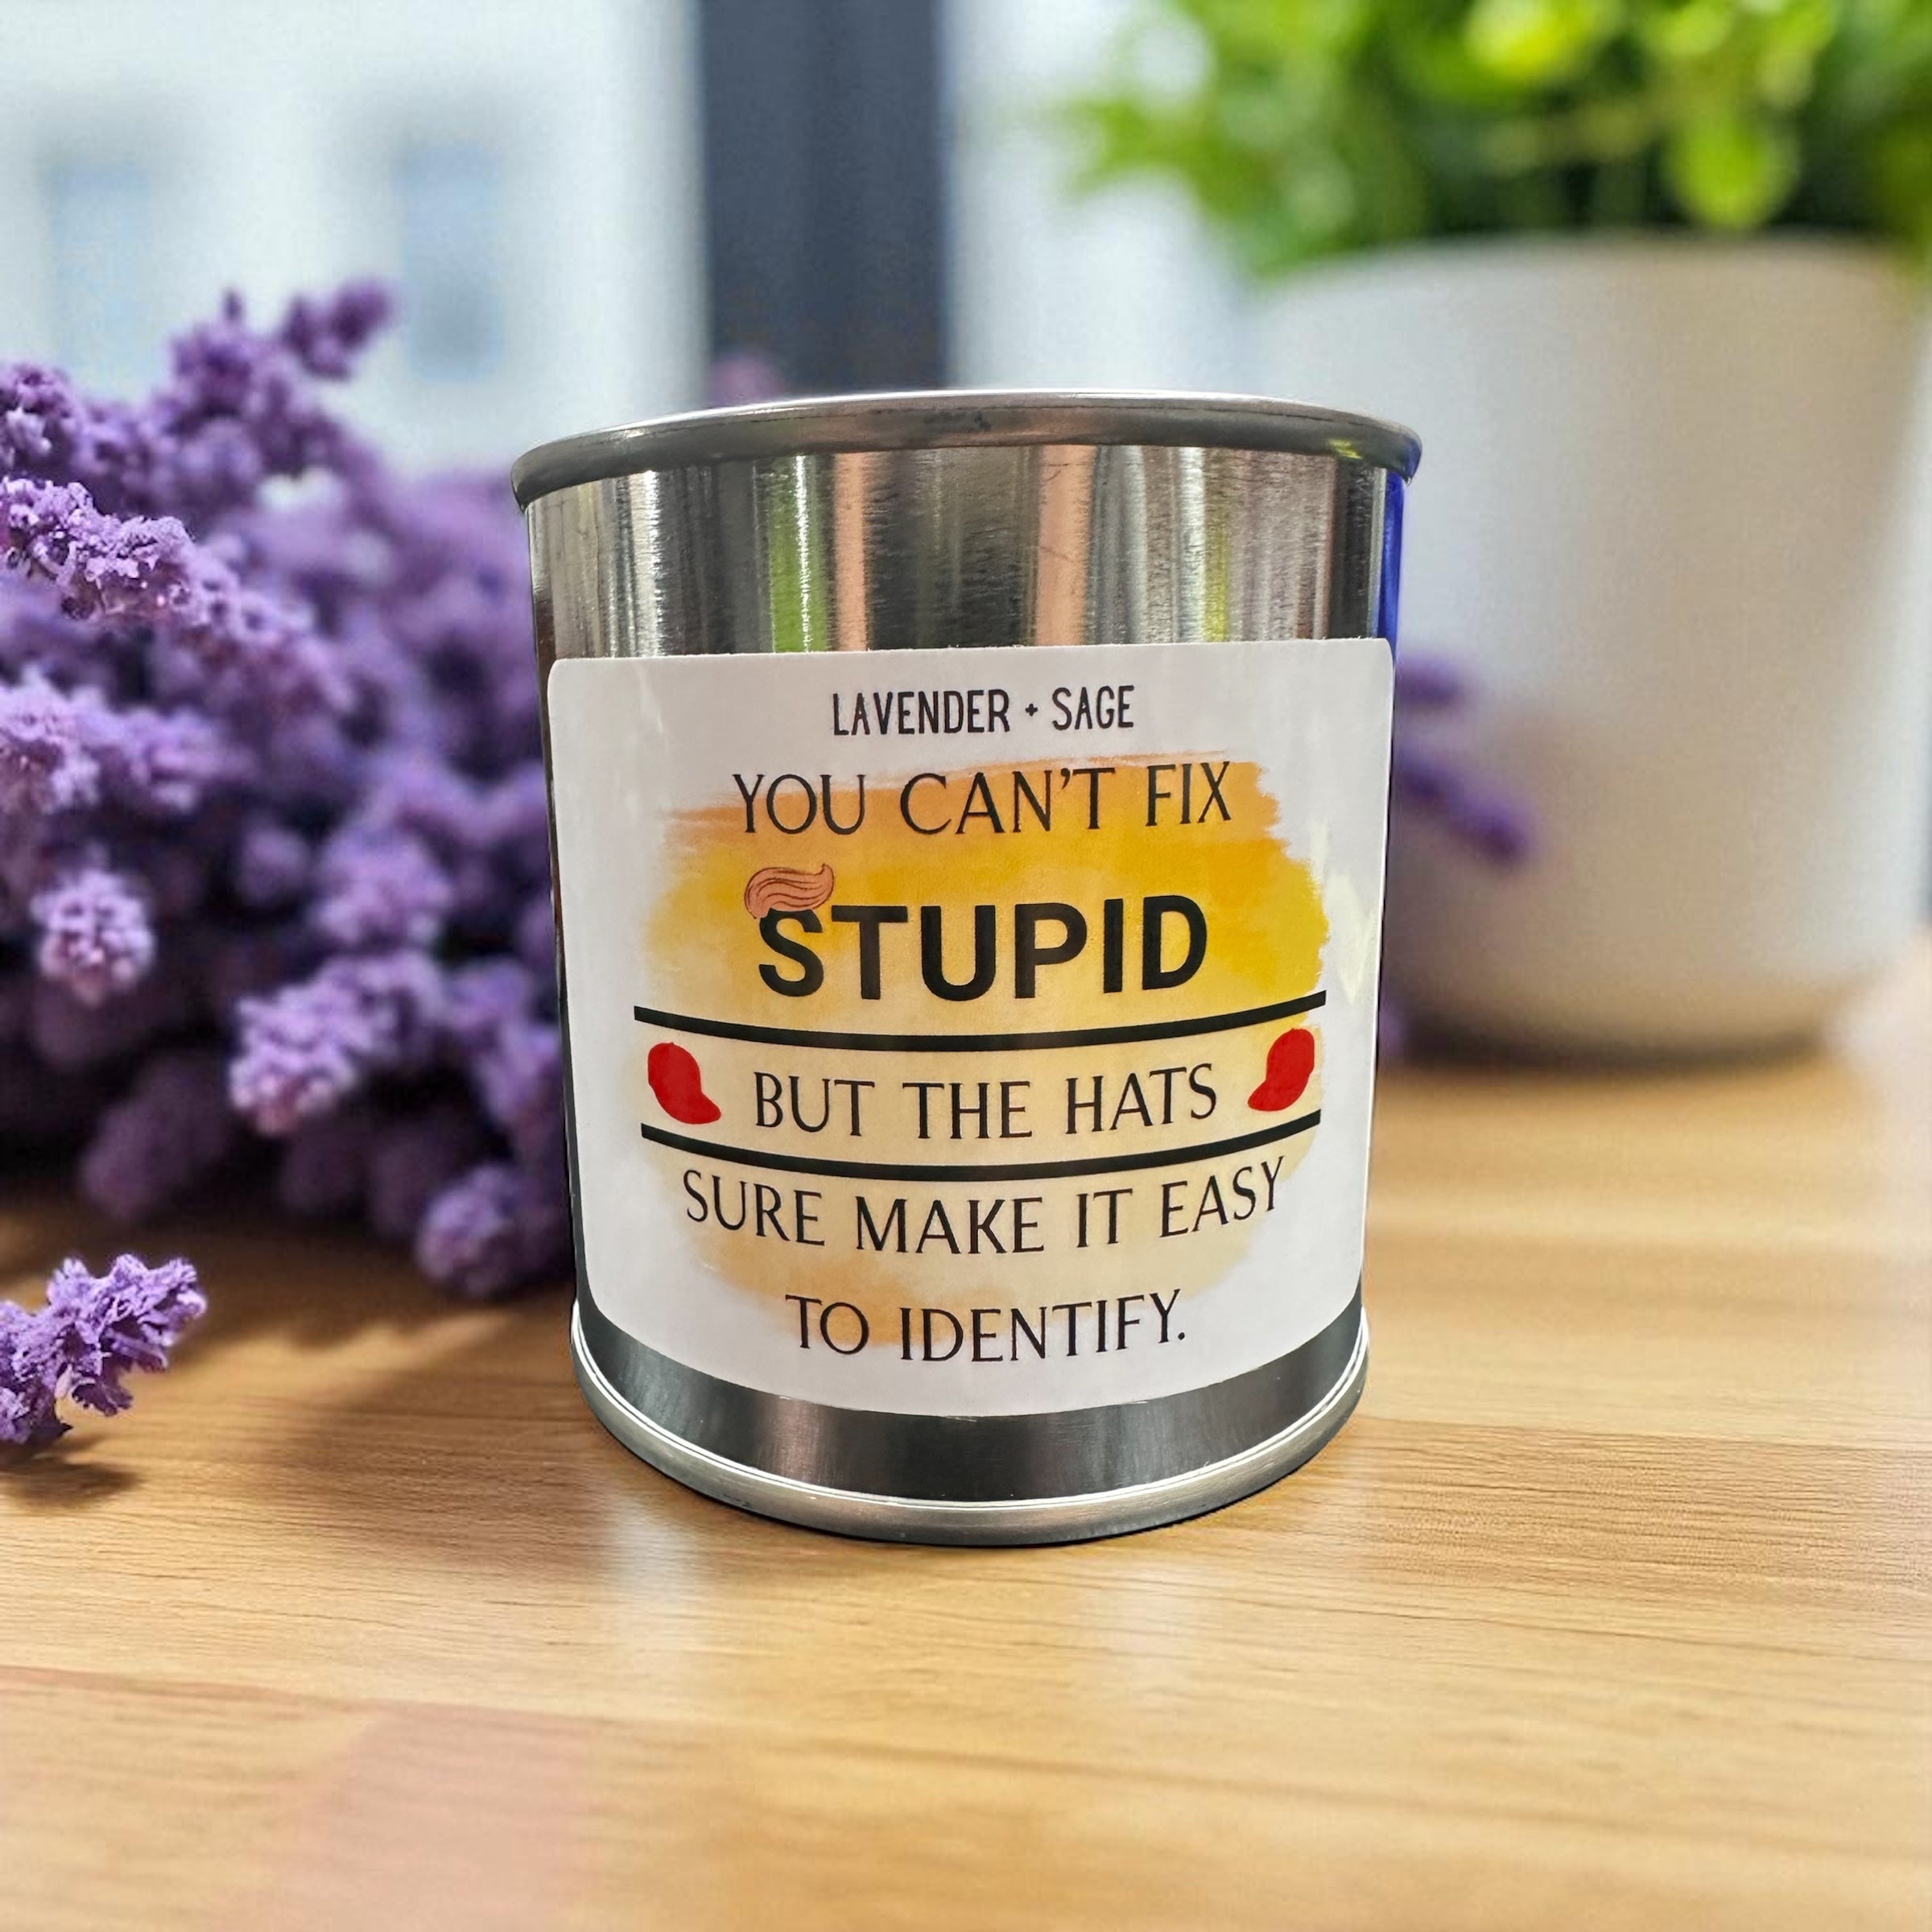 LAVENDER + SAGE
YOU CAN'T FIX
STUPID
BUT THE HATS
SURE MAKE IT EASY
TO IDENTIFY.